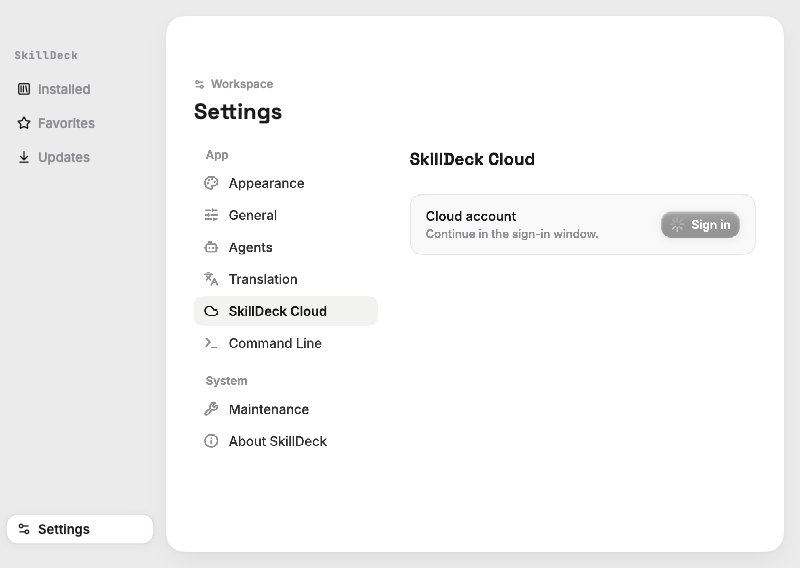 SkillDeck
Installed
Favorites
Updates
Settings
Workspace
Settings
App
Appearance
General
Agents
Translation
SkillDeck Cloud
Command Line
System
Maintenance
About SkillDeck
SkillDeck Cloud
Cloud account
Continue in the sign-in window.
Sign in